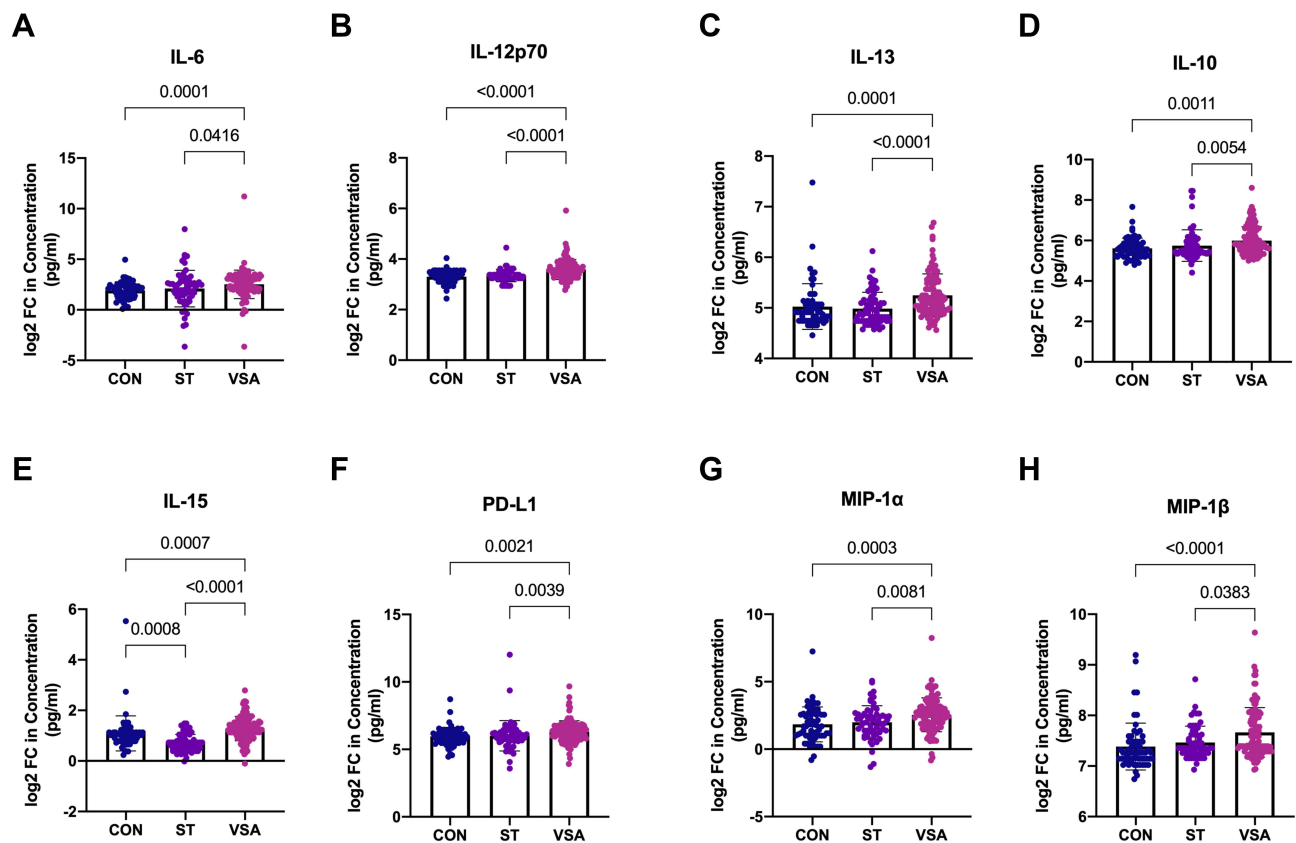 A
IL-6
0.0001
0.0416
log2 FC in Concentration
(pg/ml)
15
10
5
0
-5
CON ST VSA
B
IL-12p70
<0.0001
<0.0001
log2 FC in Concentration
(pg/ml)
8
6
4
2
0
CON ST VSA
C
IL-13
0.0001
<0.0001
log2 FC in Concentration
(pg/ml)
8
7
6
5
4
CON ST VSA
D
IL-10
0.0011
0.0054
log2 FC in Concentration
(pg/ml)
10
8
6
4
2
0
CON ST VSA
E
IL-15
0.0007
<0.0001
0.0008
log2 FC in Concentration
(pg/ml)
6
4
2
0
-2
CON ST VSA
F
PD-L1
0.0021
0.0039
log2 FC in Concentration
(pg/ml)
15
10
5
0
CON ST VSA
G
MIP-1α
0.0003
0.0081
log2 FC in Concentration
(pg/ml)
10
5
0
-5
CON ST VSA
H
MIP-1β
<0.0001
0.0383
log2 FC in Concentration
(pg/ml)
10
9
8
7
6
CON ST VSA